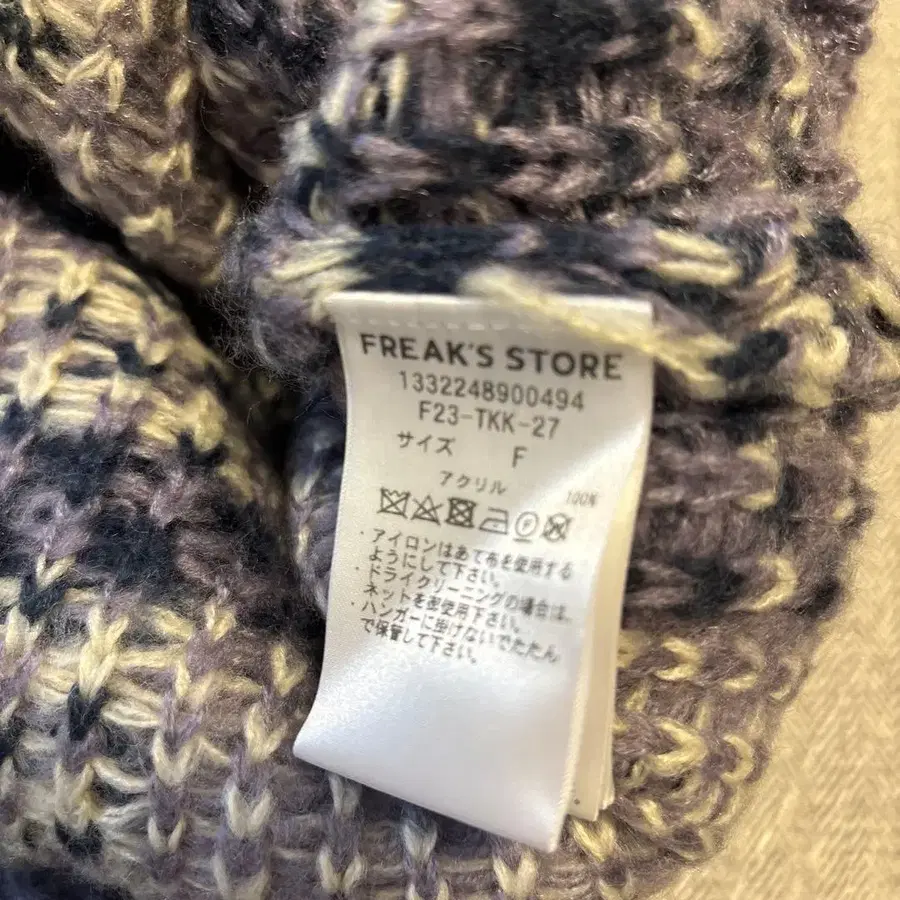 FREAK'S STORE
1332248900494
F23-TKK-27
サイズ F
アクリル 100%
・アイロンはあて布を使用する
ようにして下さい。
・ドライクリーニングの場合は、
ネットを御使用下さい。
・ハンガーに掛けないでたたん
で保管して下さい。